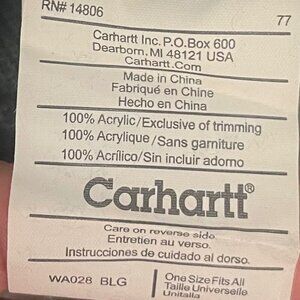 RN# 14806 77
Carhartt Inc. P.O. Box 600
Dearborn, MI 48121 USA
Carhartt.Com
Made in China
Fabriqué en Chine
Hecho en China
100% Acrylic/Exclusive of trimming
100% Acrylique/Sans garniture
100% Acrílico/Sin incluir adorno
Carhartt®
Care on reverse side.
Entretien au verso.
Instrucciones de cuidado al dorso.
WA028 BLG
One Size Fits All
Taille Universelle
Unitalla